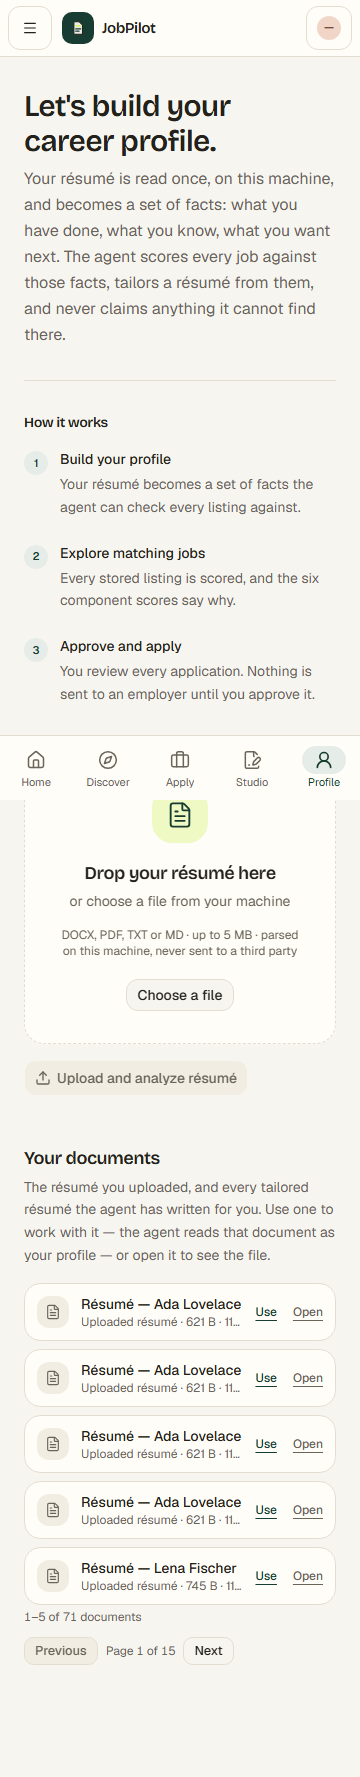 JobPilot
Let's build your
career profile.
Your résumé is read once, on this machine,
and becomes a set of facts: what you
have done, what you know, what you want
next. The agent scores every job against
those facts, tailors a résumé from them,
and never claims anything it cannot find
there.
How it works
1 Build your profile
Your résumé becomes a set of facts the
agent can check every listing against.
2 Explore matching jobs
Every stored listing is scored, and the six
component scores say why.
3 Approve and apply
You review every application. Nothing is
sent to an employer until you approve it.
Home Discover Apply Studio Profile
Drop your résumé here
or choose a file from your machine
DOCX, PDF, TXT or MD · up to 5 MB · parsed
on this machine, never sent to a third party
Choose a file
Upload and analyze résumé
Your documents
The résumé you uploaded, and every tailored
résumé the agent has written for you. Use one to
work with it — the agent reads that document as
your profile — or open it to see the file.
Résumé — Ada Lovelace
Uploaded résumé · 621 B · 11... Use Open
Résumé — Ada Lovelace
Uploaded résumé · 621 B · 11... Use Open
Résumé — Ada Lovelace
Uploaded résumé · 621 B · 11... Use Open
Résumé — Ada Lovelace
Uploaded résumé · 621 B · 11... Use Open
Résumé — Lena Fischer
Uploaded résumé · 745 B · 11... Use Open
1–5 of 71 documents
Previous Page 1 of 15 Next